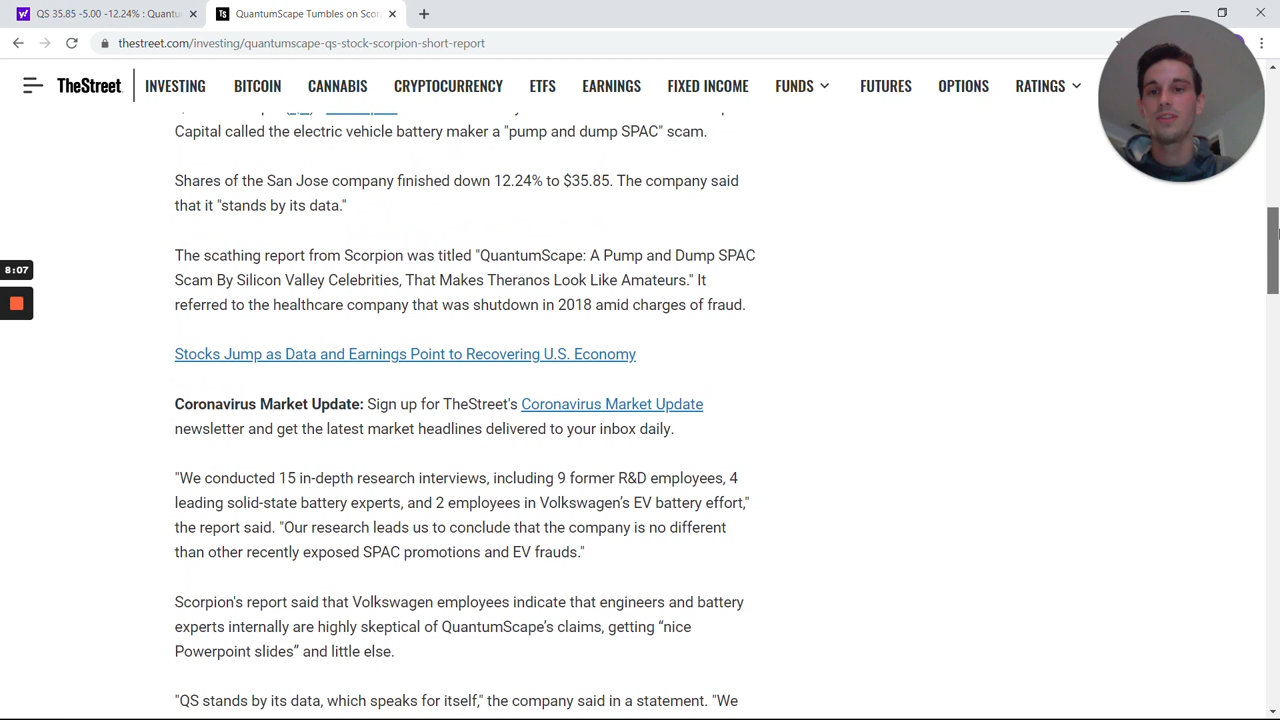 QS 35.85 -5.00 -12.24% : Quantu
QuantumScape Tumbles on Sco
thestreet.com/investing/quantumscape-qs-stock-scorpion-short-report
TheStreet
INVESTING
BITCOIN
CANNABIS
CRYPTOCURRENCY
ETFS
EARNINGS
FIXED INCOME
FUNDS
FUTURES
OPTIONS
RATINGS
Capital called the electric vehicle battery maker a "pump and dump SPAC" scam.
Shares of the San Jose company finished down 12.24% to $35.85. The company said
that it "stands by its data."
The scathing report from Scorpion was titled "QuantumScape: A Pump and Dump SPAC
Scam By Silicon Valley Celebrities, That Makes Theranos Look Like Amateurs." It
referred to the healthcare company that was shutdown in 2018 amid charges of fraud.
8:07
Stocks Jump as Data and Earnings Point to Recovering U.S. Economy
Coronavirus Market Update: Sign up for TheStreet's Coronavirus Market Update
newsletter and get the latest market headlines delivered to your inbox daily.
"We conducted 15 in-depth research interviews, including 9 former R&D employees, 4
leading solid-state battery experts, and 2 employees in Volkswagen’s EV battery effort,"
the report said. "Our research leads us to conclude that the company is no different
than other recently exposed SPAC promotions and EV frauds."
Scorpion's report said that Volkswagen employees indicate that engineers and battery
experts internally are highly skeptical of QuantumScape’s claims, getting “nice
Powerpoint slides” and little else.
"QS stands by its data, which speaks for itself," the company said in a statement. "We